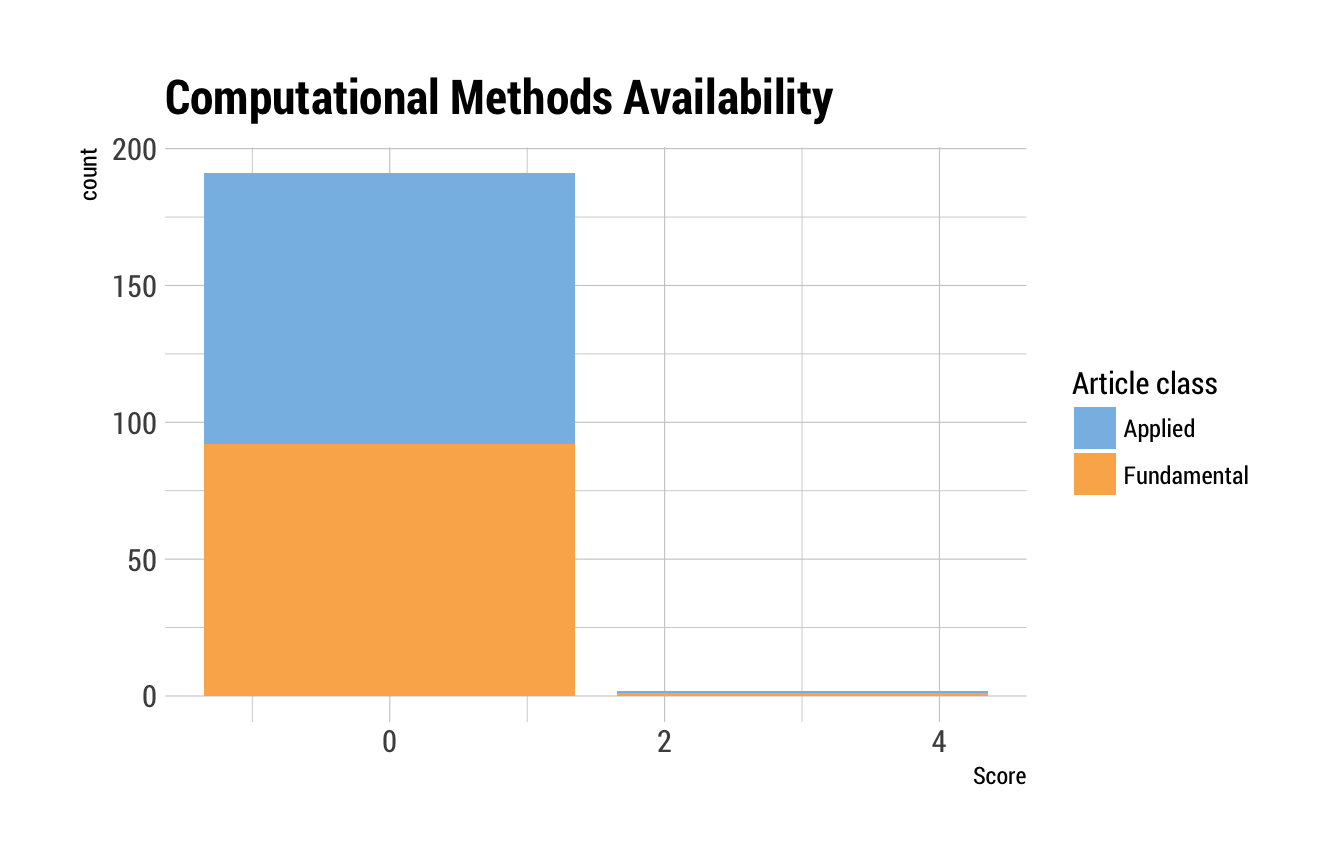 Computational Methods Availability
count
200
150
100
50
0
0 2 4
Score
Article class
Applied
Fundamental